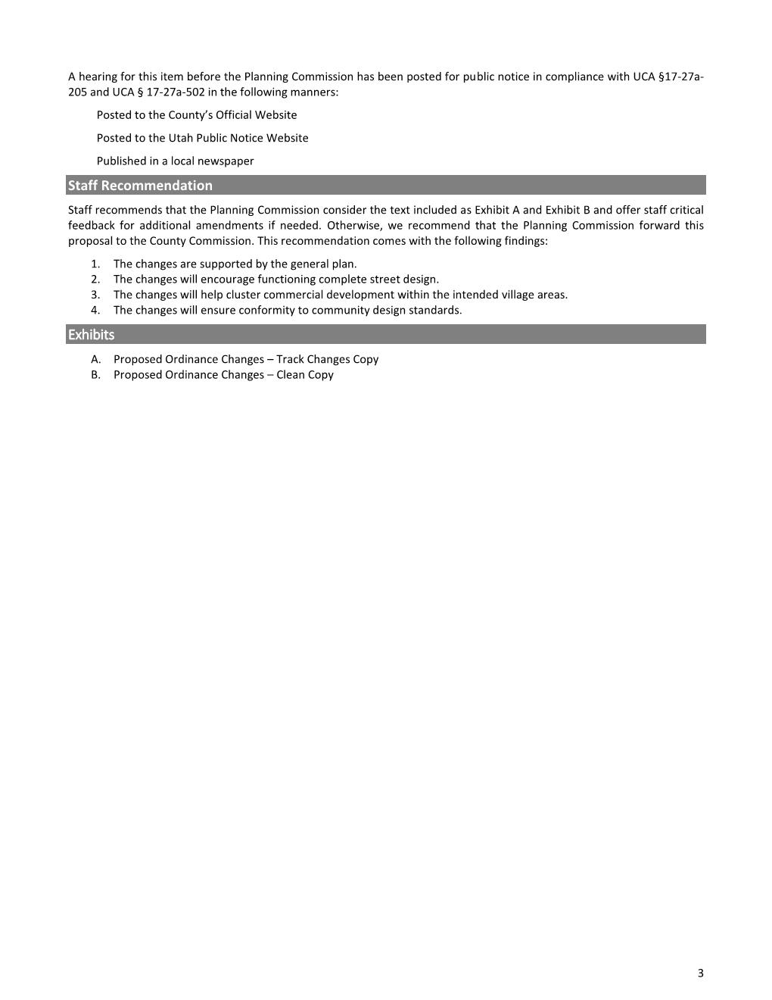 A hearing for this item before the Planning Commission has been posted for public notice in compliance with UCA §17-27a-
205 and UCA § 17-27a-502 in the following manners:
Posted to the County’s Official Website
Posted to the Utah Public Notice Website
Published in a local newspaper
Staff Recommendation
Staff recommends that the Planning Commission consider the text included as Exhibit A and Exhibit B and offer staff critical
feedback for additional amendments if needed. Otherwise, we recommend that the Planning Commission forward this
proposal to the County Commission. This recommendation comes with the following findings:
1. The changes are supported by the general plan.
2. The changes will encourage functioning complete street design.
3. The changes will help cluster commercial development within the intended village areas.
4. The changes will ensure conformity to community design standards.
Exhibits
A. Proposed Ordinance Changes – Track Changes Copy
B. Proposed Ordinance Changes – Clean Copy
3